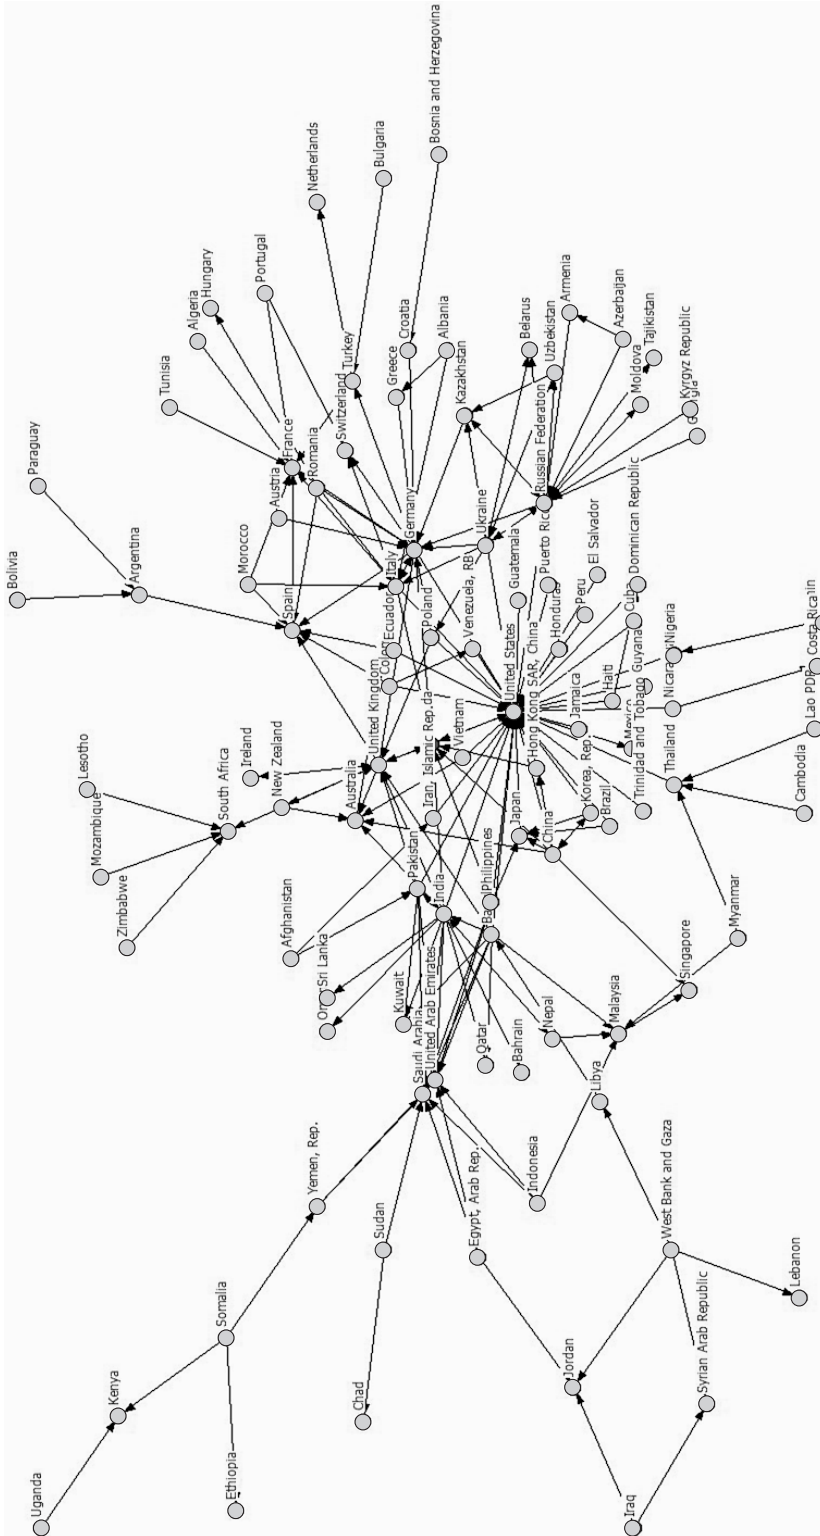 Bosnia and Herzegovina
Bulgaria
Netherlands
Portugal
Hungary
Algeria
Tunisia
Paraguay
Bolivia
Argentina
Armenia
Azerbaijan
Tajikistan
Belarus
Uzbekistan
Croatia
Albania
Greece
Turkey
Kazakhstan
Moldova
Kyrgyz Republic
Switzerland
France
Romania
Austria
Morocco
Spain
Germany
Italy
Ukraine
Russian Federation
Puerto Rico
Guatemala
El Salvador
Dominican Republic
Ecuador
Poland
Venezuela, RB
Honduras
Peru
Cuba
Nigeria
Costa Rica
Lao PDR
United States
Hong Kong SAR, China
Jamaica
Haiti
Guyana
Mexico
Trinidad and Tobago
Thailand
Cambodia
United Kingdom
Ireland
New Zealand
Australia
South Africa
Lesotho
Mozambique
Zimbabwe
Iran, Islamic Rep.
Vietnam
Korea, Rep.
Brazil
Japan
China
Philippines
Pakistan
India
Afghanistan
Sri Lanka
Kuwait
Saudi Arabia
United Arab Emirates
Qatar
Bahrain
Nepal
Malaysia
Singapore
Myanmar
Libya
Indonesia
Egypt, Arab Rep.
West Bank and Gaza
Yemen, Rep.
Sudan
Somalia
Kenya
Uganda
Ethiopia
Chad
Jordan
Lebanon
Syrian Arab Republic
Iraq